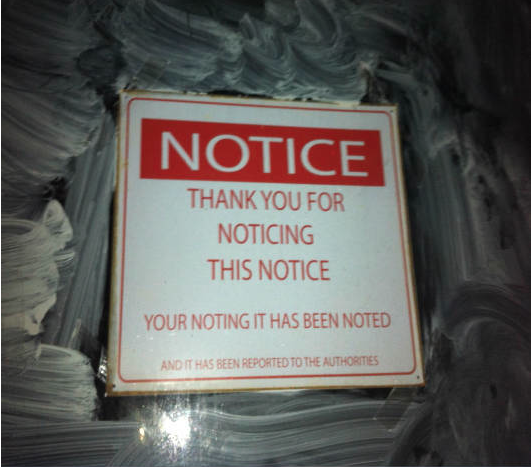 NOTICE
THANK YOU FOR
NOTICING
THIS NOTICE
YOUR NOTING IT HAS BEEN NOTED
AND IT HAS BEEN REPORTED TO THE AUTHORITIES